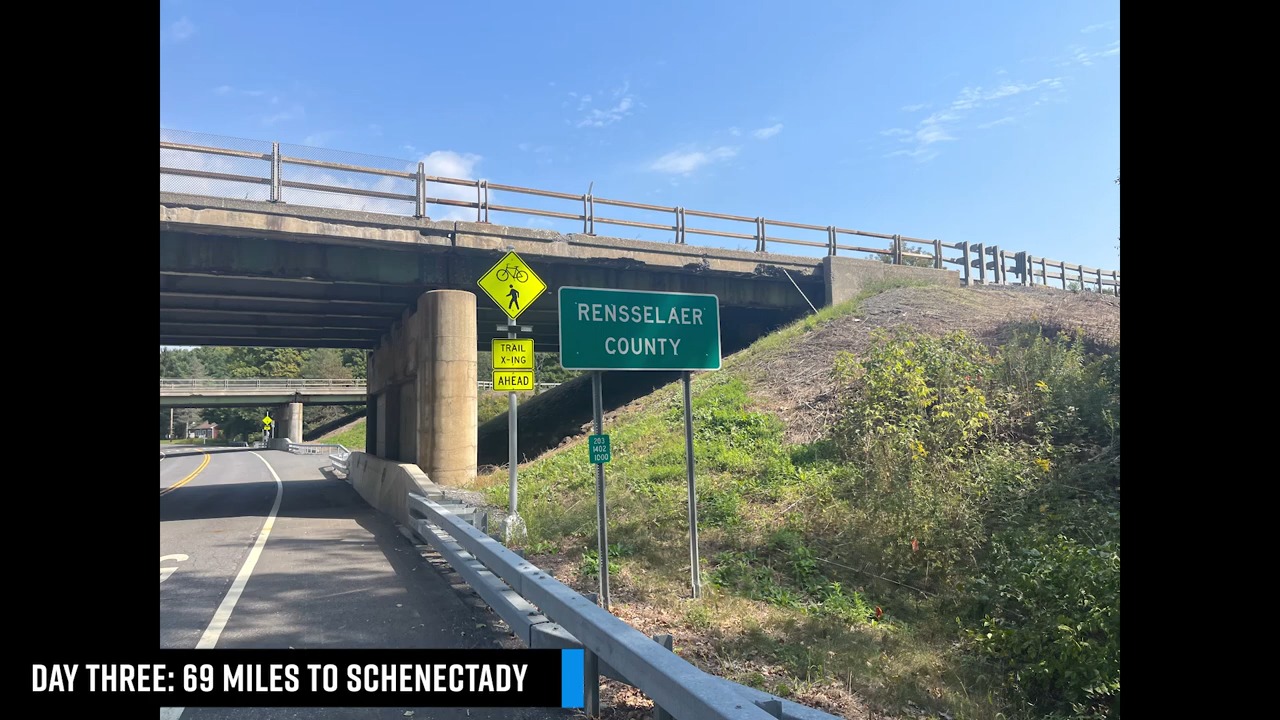 TRAIL
X-ING
AHEAD
RENSSELAER
COUNTY
203
1402
1000
DAY THREE: 69 MILES TO SCHENECTADY